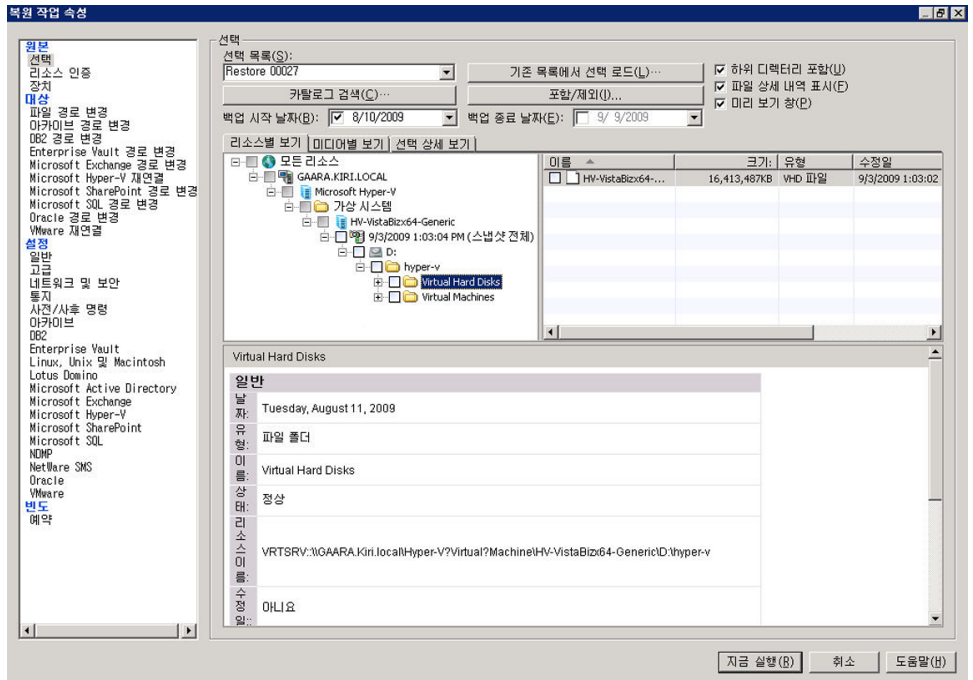 복원 작업 속성
원본
선택
리소스 인증
장치
대상
파일 경로 변경
아카이브 경로 변경
DB2 경로 변경
Enterprise Vault 경로 변경
Microsoft Exchange 경로 변경
Microsoft Hyper-V 재연결
Microsoft SharePoint 경로 변경
Microsoft SQL 경로 변경
Oracle 경로 변경
VMware 재연결
설정
일반
고급
네트워크 및 보안
통지
사전/사후 명령
아카이브
DB2
Enterprise Vault
Linux, Unix 및 Macintosh
Lotus Domino
Microsoft Active Directory
Microsoft Exchange
Microsoft Hyper-V
Microsoft SharePoint
Microsoft SQL
NDMP
NetWare SMS
Oracle
VMware
빈도
예약
선택
선택 목록(S):
Restore 00027
기존 목록에서 선택 로드(L)...
하위 디렉터리 포함(U)
카탈로그 검색(C)...
포함/제외(I)...
파일 상세 내역 표시(F)
미리 보기 창(P)
백업 시작 날짜(B): 8/10/2009
백업 종료 날짜(E): 9/ 9/2009
리소스별 보기 미디어별 보기 선택 상세 보기
모든 리소스
GAARA.KIRI.LOCAL
Microsoft Hyper-V
가상 시스템
HV-VistaBizx64-Generic
9/3/2009 1:03:04 PM (스냅샷 전체)
D:
hyper-v
Virtual Hard Disks
Virtual Machines
이름 크기: 유형 수정일
HV-VistaBizx64-... 16,413,487KB VHD 파일 9/3/2009 1:03:02
Virtual Hard Disks
일반
날짜: Tuesday, August 11, 2009
유형: 파일 폴더
이름: Virtual Hard Disks
상태: 정상
리소스 이름: VRTSRV::\\GAARA.Kiri.local\Hyper-V?Virtual?Machine\HV-VistaBizx64-Generic\D:\hyper-v
수정일:: 아니요
지금 실행(R) 취소 도움말(H)